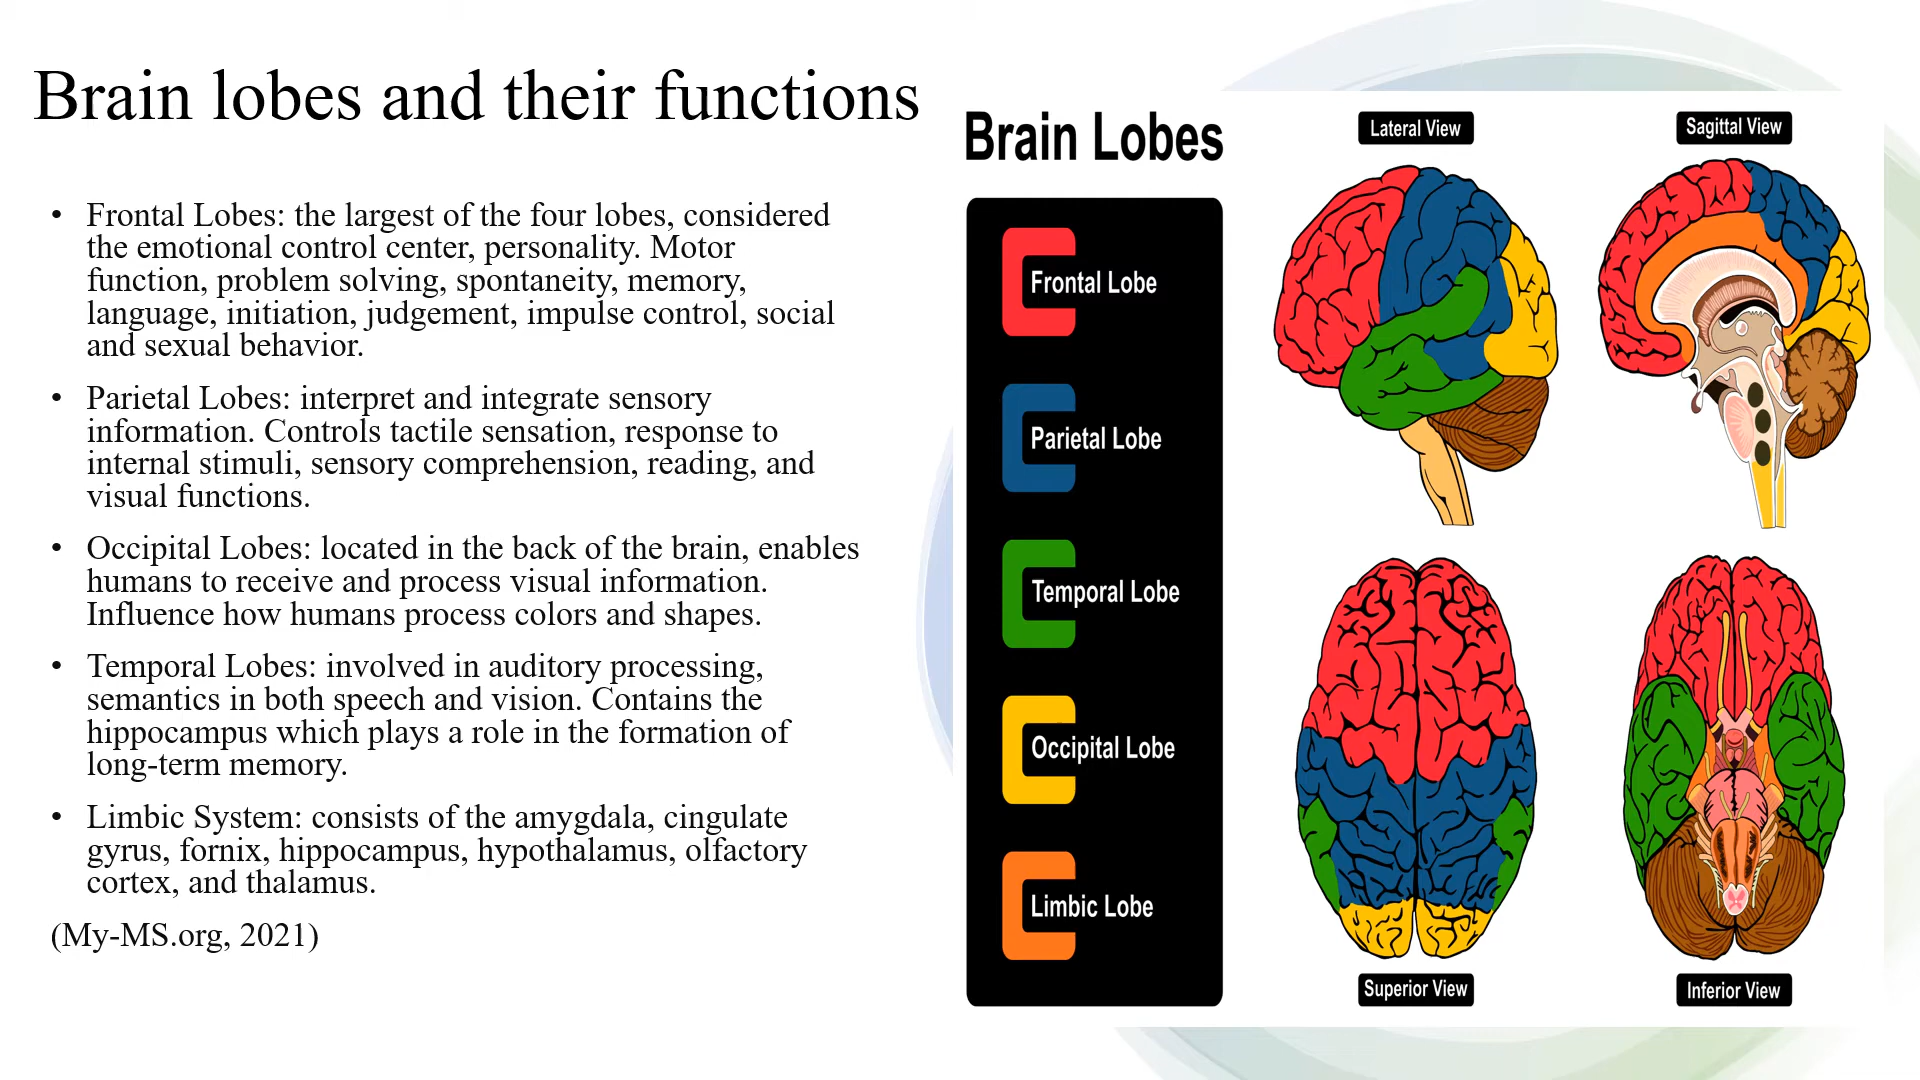 Brain lobes and their functions
• Frontal Lobes: the largest of the four lobes, considered
the emotional control center, personality. Motor
function, problem solving, spontaneity, memory,
language, initiation, judgement, impulse control, social
and sexual behavior.
• Parietal Lobes: interpret and integrate sensory
information. Controls tactile sensation, response to
internal stimuli, sensory comprehension, reading, and
visual functions.
• Occipital Lobes: located in the back of the brain, enables
humans to receive and process visual information.
Influence how humans process colors and shapes.
• Temporal Lobes: involved in auditory processing,
semantics in both speech and vision. Contains the
hippocampus which plays a role in the formation of
long-term memory.
• Limbic System: consists of the amygdala, cingulate
gyrus, fornix, hippocampus, hypothalamus, olfactory
cortex, and thalamus.
(My-MS.org, 2021)
Brain Lobes
Frontal Lobe
Parietal Lobe
Temporal Lobe
Occipital Lobe
Limbic Lobe
Lateral View
Sagittal View
Superior View
Inferior View